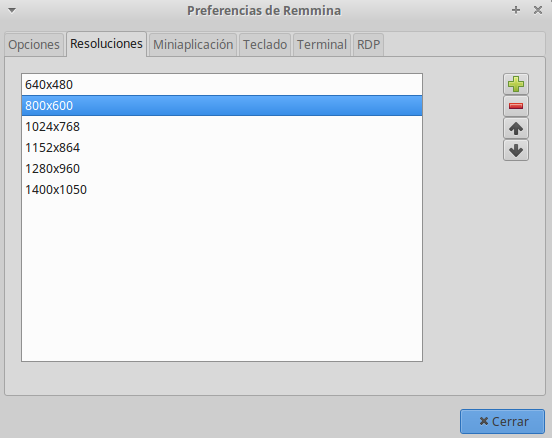 Preferencias de Remmina
Opciones Resoluciones Miniaplicación Teclado Terminal RDP
640x480
800x600
1024x768
1152x864
1280x960
1400x1050
Cerrar